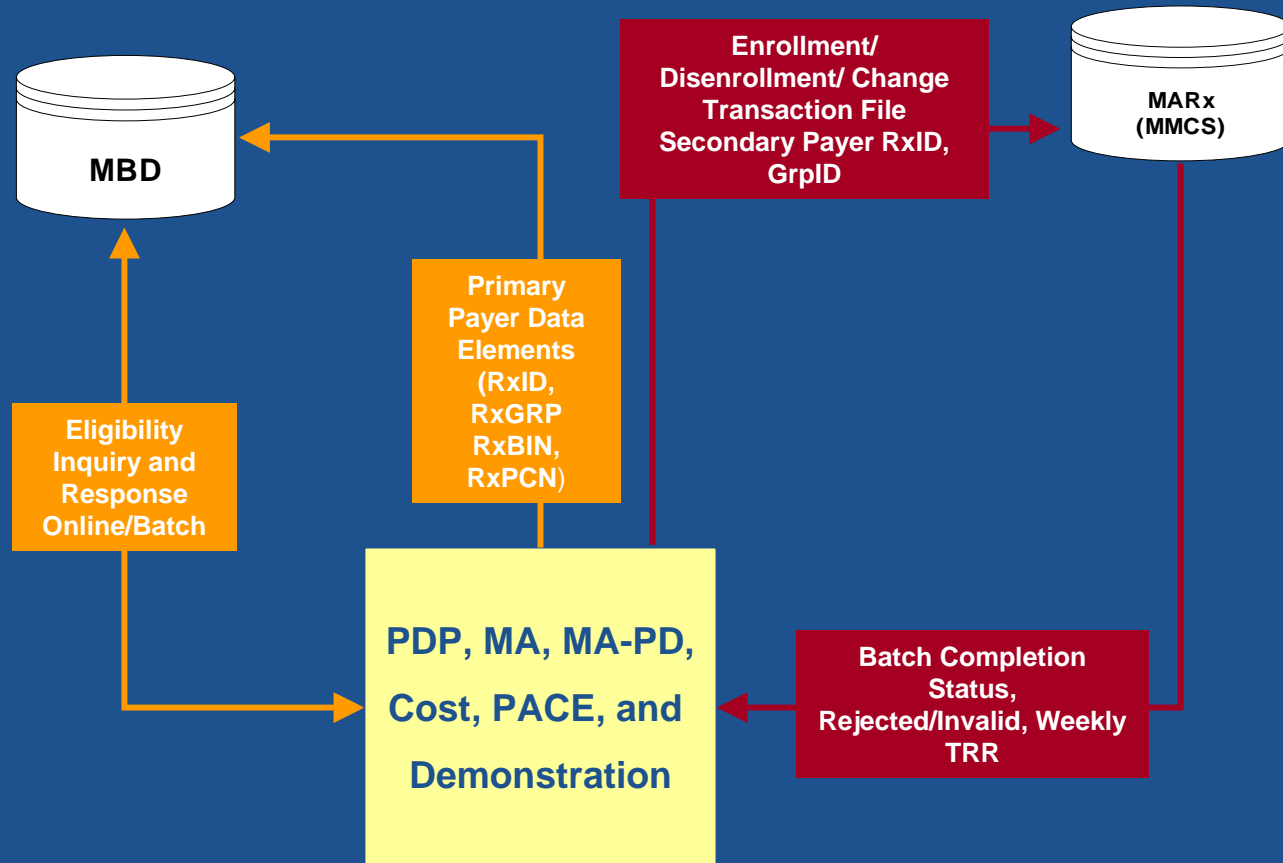 Enrollment/
Disenrollment/ Change
Transaction File
Secondary Payer RxID,
GrpID
MARx
(MMCS)
MBD
Primary
Payer Data
Elements
(RxID,
RxGRP
RxBIN,
RxPCN)
Eligibility
Inquiry and
Response
Online/Batch
PDP, MA, MA-PD,
Cost, PACE, and
Demonstration
Batch Completion
Status,
Rejected/Invalid, Weekly
TRR